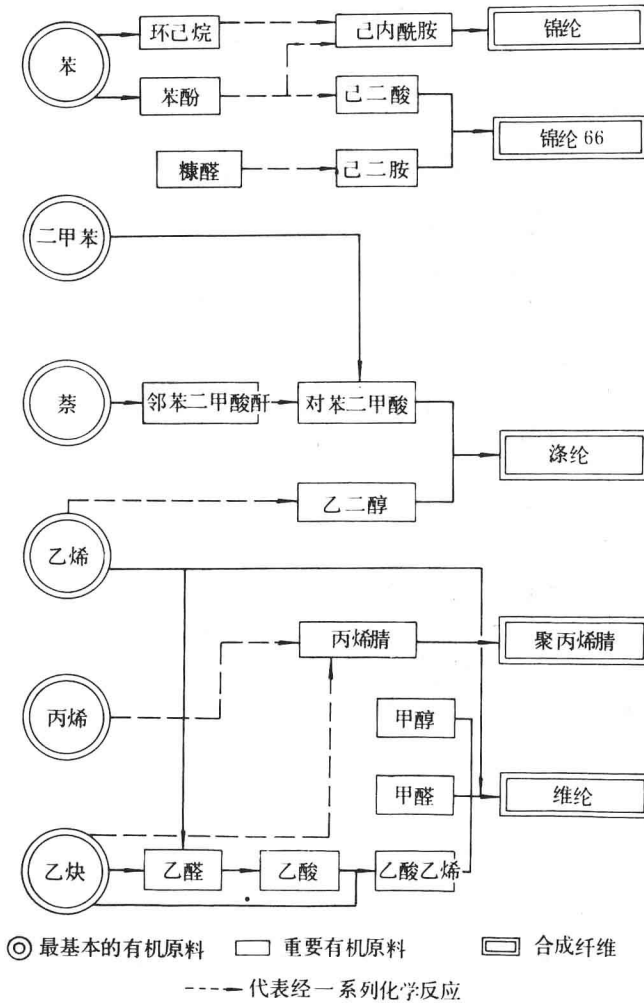 苯
环己烷
己内酰胺
锦纶
苯酚
己二酸
锦纶 66
糠醛
己二胺
二甲苯
萘
邻苯二甲酸酐
对苯二甲酸
涤纶
乙二醇
乙烯
丙烯腈
聚丙烯腈
丙烯
甲醇
甲醛
维纶
乙炔
乙醛
乙酸
乙酸乙烯
最基本的有机原料
重要有机原料
合成纤维
代表经一系列化学反应